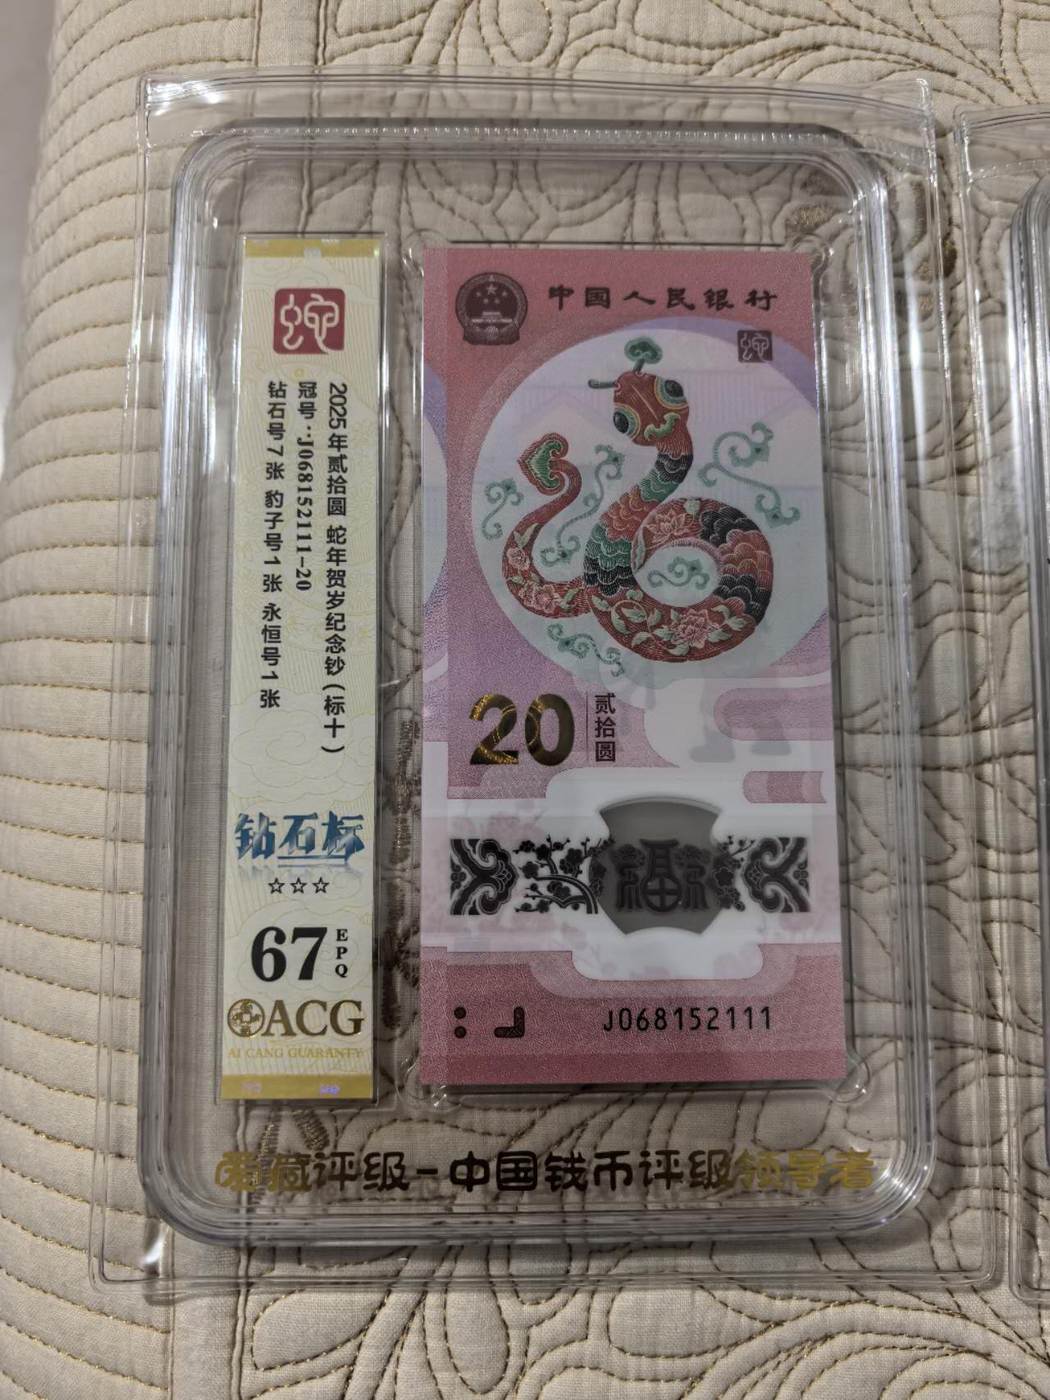 蛇
2025年贰拾圆 蛇年贺岁纪念钞(标十)
冠号:J068152111-20
钻石号7张 豹子号1张 永恒号1张
钻石标
☆☆☆
67
EPQ
ACG
AI CANG GUARANTY
中国人民银行
蛇
20
贰拾圆
福
J068152111
爱藏评级-中国钱币评级领导者